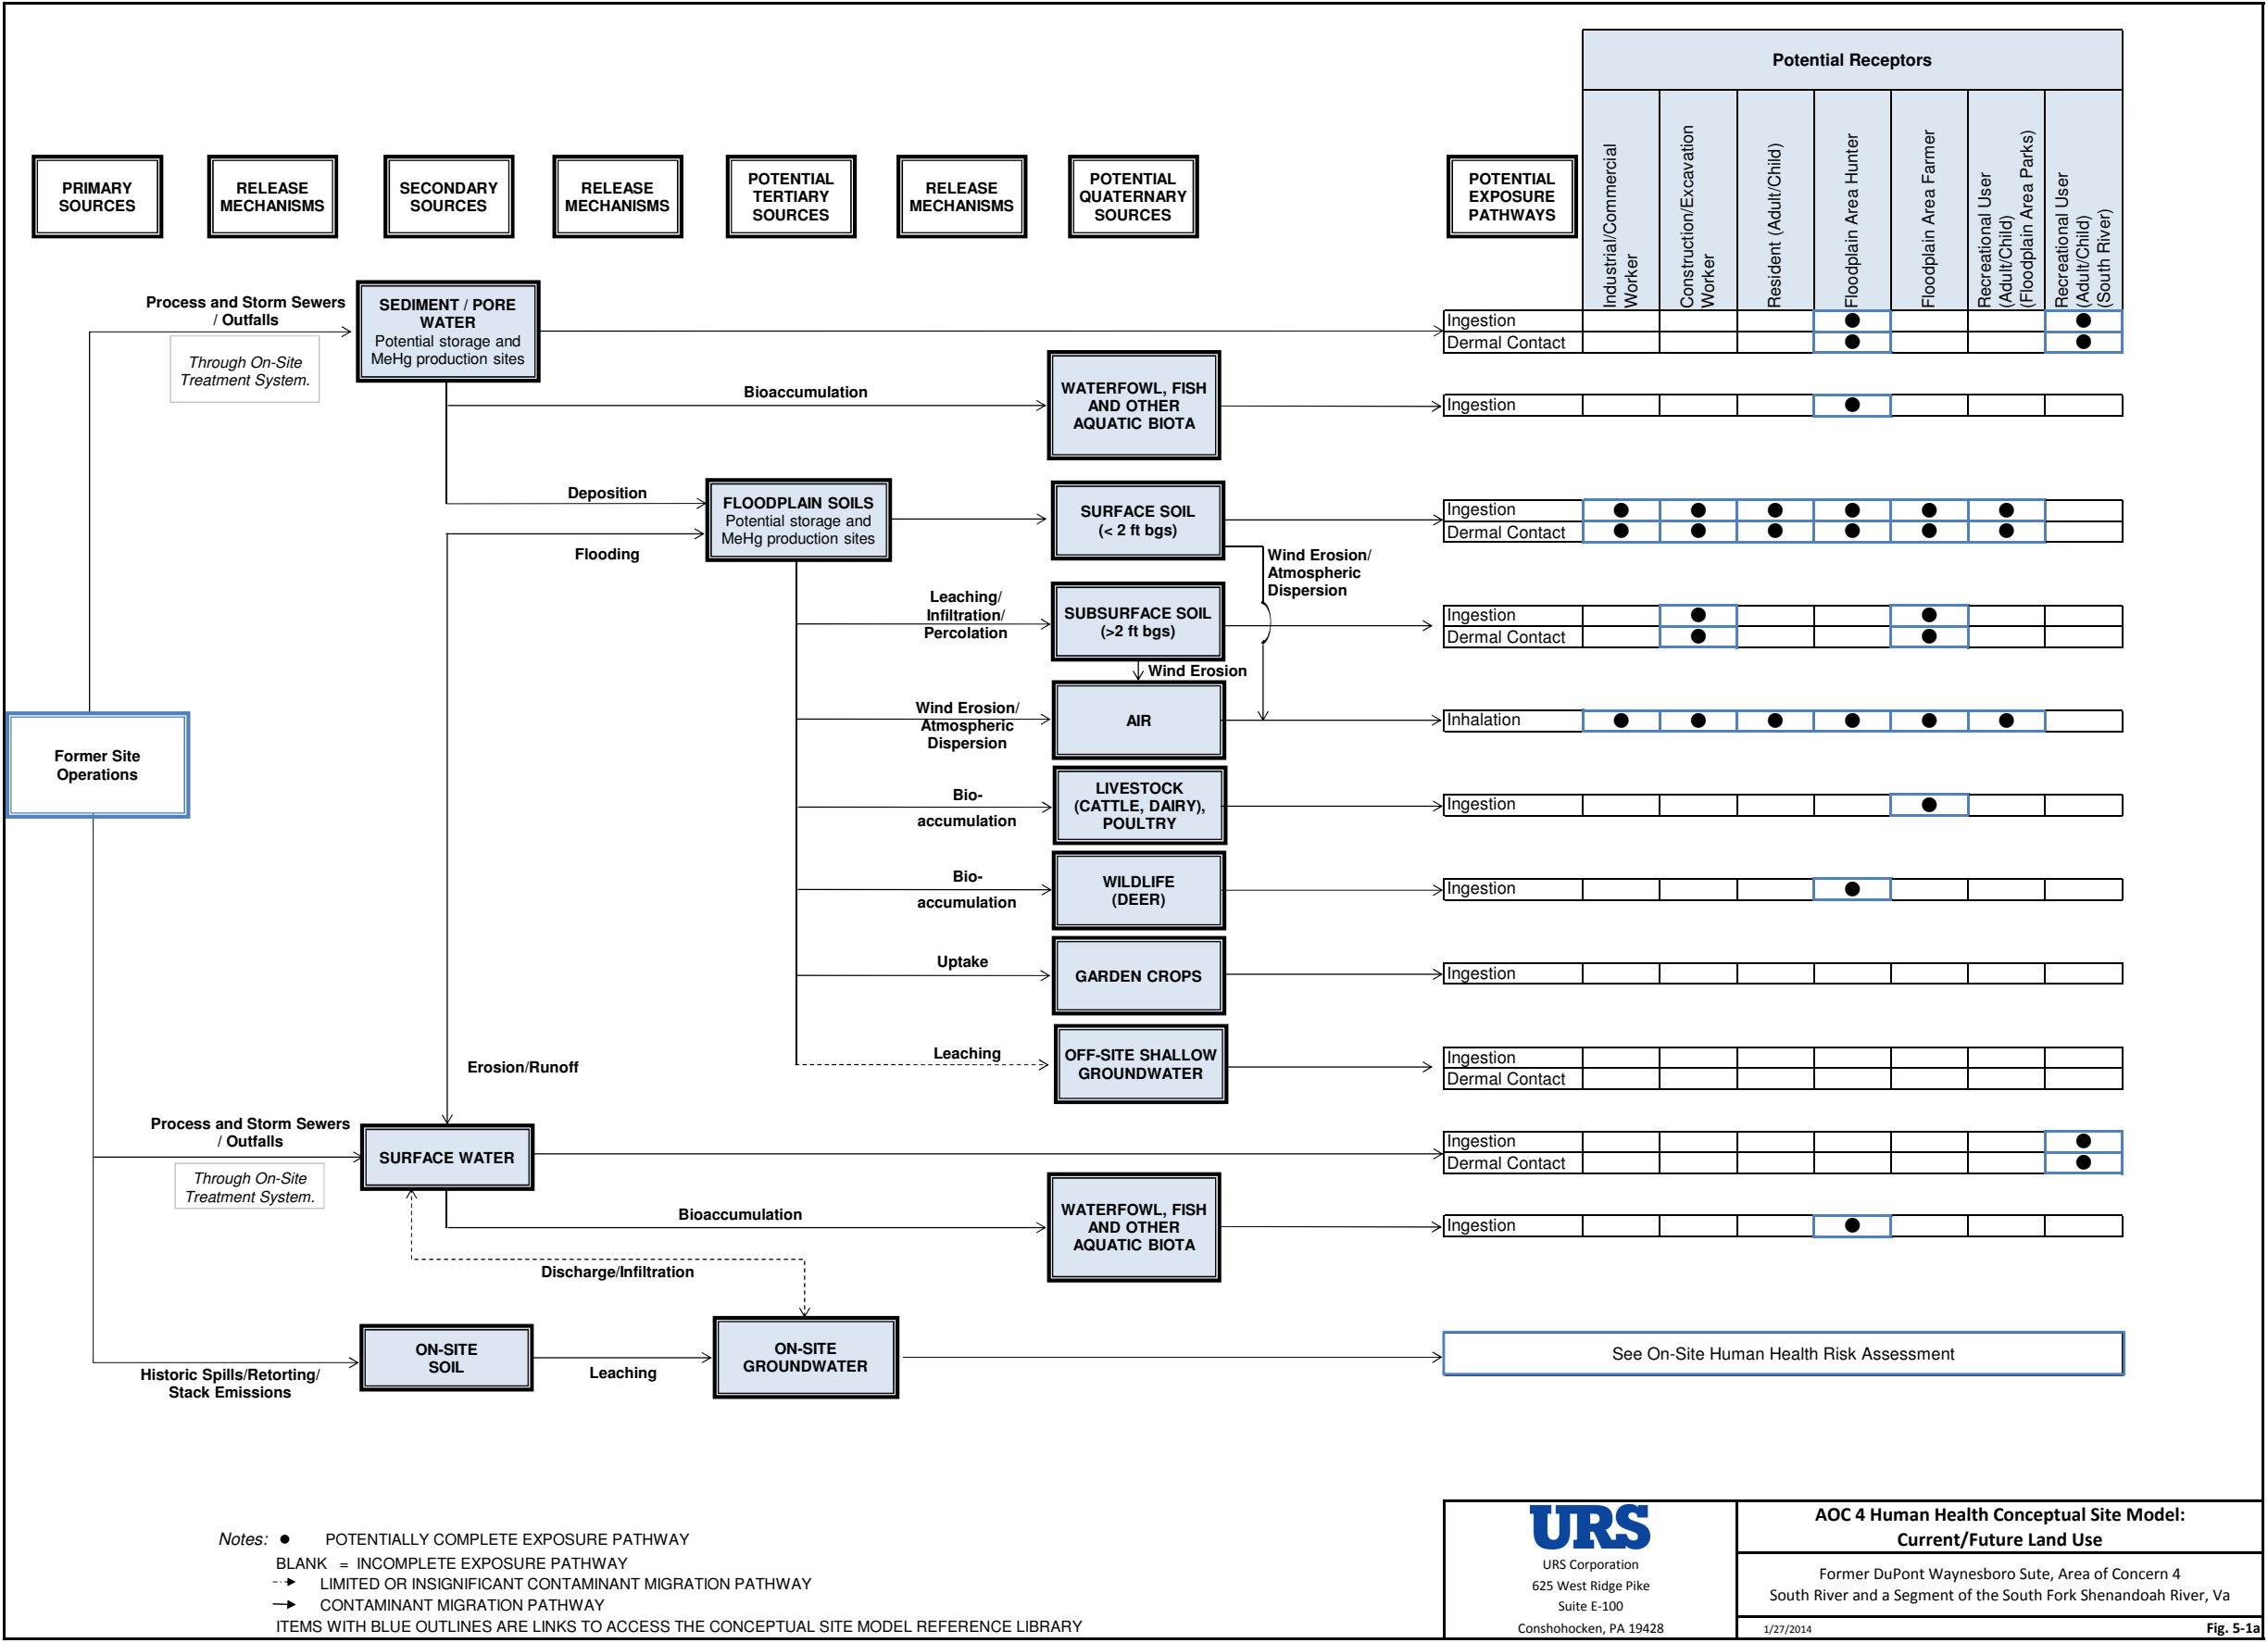 Potential Receptors
PRIMARY
SOURCES
RELEASE
MECHANISMS
SECONDARY
SOURCES
RELEASE
MECHANISMS
POTENTIAL
TERTIARY
SOURCES
RELEASE
MECHANISMS
POTENTIAL
QUATERNARY
SOURCES
POTENTIAL
EXPOSURE
PATHWAYS
Industrial/Commercial
Worker
Construction/Excavation
Worker
Resident (Adult/Child)
Floodplain Area Hunter
Floodplain Area Farmer
Recreational User
(Adult/Child)
(Floodplain Area Parks)
Recreational User
(Adult/Child)
(South River)
Process and Storm Sewers
/ Outfalls
Through On-Site
Treatment System.
SEDIMENT / PORE
WATER
Potential storage and
MeHg production sites
Ingestion
Dermal Contact
Bioaccumulation
WATERFOWL, FISH
AND OTHER
AQUATIC BIOTA
Ingestion
Deposition
Flooding
FLOODPLAIN SOILS
Potential storage and
MeHg production sites
SURFACE SOIL
(< 2 ft bgs)
Ingestion
Dermal Contact
Wind Erosion/
Atmospheric
Dispersion
Leaching/
Infiltration/
Percolation
SUBSURFACE SOIL
(>2 ft bgs)
Ingestion
Dermal Contact
Wind Erosion
Wind Erosion/
Atmospheric
Dispersion
AIR
Inhalation
Former Site
Operations
Bio-
accumulation
LIVESTOCK
(CATTLE, DAIRY),
POULTRY
Ingestion
Bio-
accumulation
WILDLIFE
(DEER)
Ingestion
Uptake
GARDEN CROPS
Ingestion
Erosion/Runoff
Leaching
OFF-SITE SHALLOW
GROUNDWATER
Ingestion
Dermal Contact
Process and Storm Sewers
/ Outfalls
Through On-Site
Treatment System.
SURFACE WATER
Ingestion
Dermal Contact
Bioaccumulation
WATERFOWL, FISH
AND OTHER
AQUATIC BIOTA
Ingestion
Discharge/Infiltration
Historic Spills/Retorting/
Stack Emissions
ON-SITE
SOIL
Leaching
ON-SITE
GROUNDWATER
See On-Site Human Health Risk Assessment
Notes: ● POTENTIALLY COMPLETE EXPOSURE PATHWAY
BLANK = INCOMPLETE EXPOSURE PATHWAY
LIMITED OR INSIGNIFICANT CONTAMINANT MIGRATION PATHWAY
CONTAMINANT MIGRATION PATHWAY
ITEMS WITH BLUE OUTLINES ARE LINKS TO ACCESS THE CONCEPTUAL SITE MODEL REFERENCE LIBRARY
URS
URS Corporation
625 West Ridge Pike
Suite E-100
Conshohocken, PA 19428
AOC 4 Human Health Conceptual Site Model:
Current/Future Land Use
Former DuPont Waynesboro Sute, Area of Concern 4
South River and a Segment of the South Fork Shenandoah River, Va
1/27/2014
Fig. 5-1a